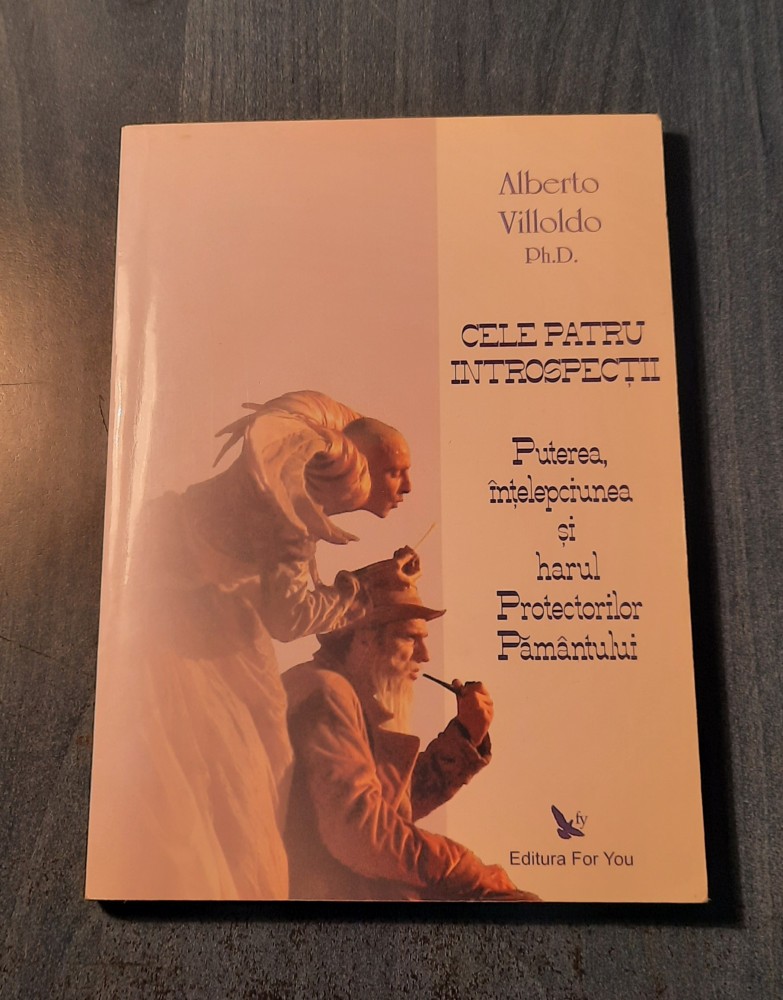 Alberto
Villoldo
Ph.D.
CELE PATRU
INTROSPECȚII
Puterea,
înțelepciunea
și
harul
Protectorilor
Pământului
fy
Editura For You